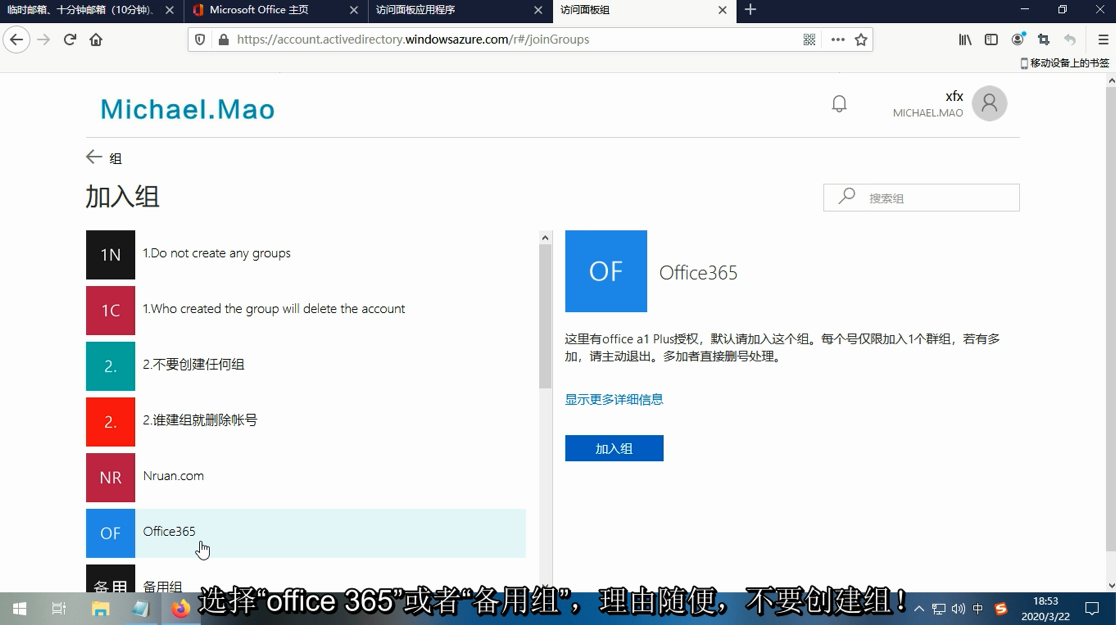 临时邮箱、十分钟邮箱（10分钟）、
Microsoft Office 主页
访问面板应用程序
访问面板组
https://account.activedirectory.windowsazure.com/r#/joinGroups
移动设备上的书签
Michael.Mao
xfx
MICHAEL.MAO
组
加入组
搜索组
1N
1.Do not create any groups
1C
1.Who created the group will delete the account
2.
2.不要创建任何组
2.
2.谁建组就删除帐号
NR
Nruan.com
OF
Office365
备用
备用组
OF
Office365
这里有office a1 Plus授权，默认请加入这个组。每个号仅限加入1个群组，若有多
加，请主动退出。多加者直接删号处理。
显示更多详细信息
加入组
选择“office 365”或者“备用组”，理由随便，不要创建组！
中
18:53
2020/3/22